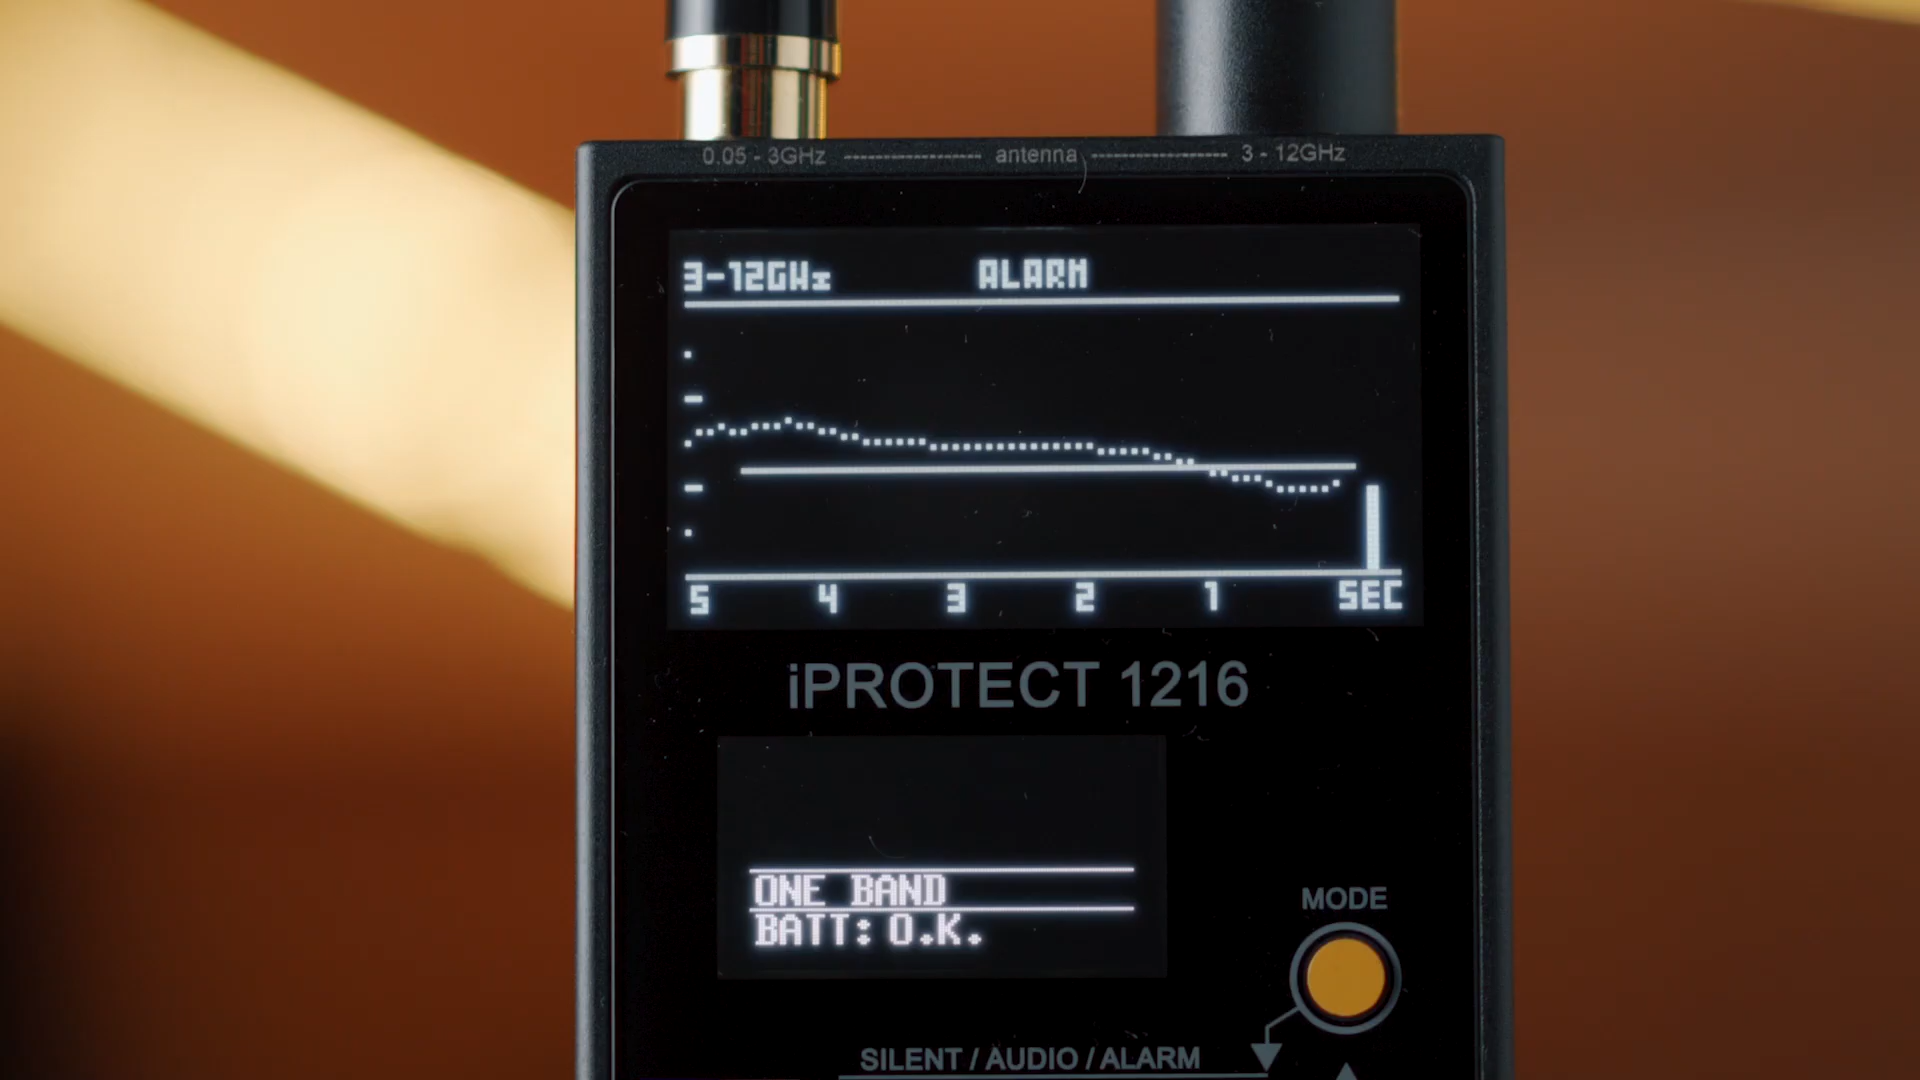 0.05 - 3GHz ---------------- antenna ---------------- 3 - 12GHz
3-12GHz ALARM
5 4 3 2 1 SEC
iPROTECT 1216
ONE BAND
BATT: O.K.
MODE
SILENT / AUDIO / ALARM